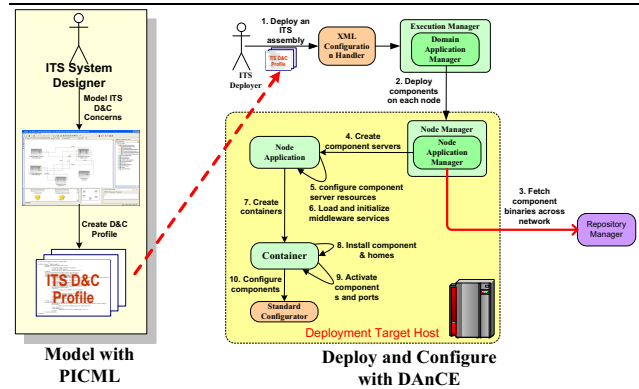 ITS System
Designer
Model ITS
D&C
Concerns
Create D&C
Profile
ITS D&C
Profile
Model with
PICML
1. Deploy an
ITS
assembly
ITS
Deployer
ITS D&C
Profile
XML
Configuratio
n Handler
Execution Manager
Domain
Application
Manager
2. Deploy
components
on each node
Node Manager
Node
Application
Manager
4. Create
component servers
Node
Application
5. configure component
server resources
6. Load and initialize
middleware services
3. Fetch
component
binaries across
network
Repository
Manager
7. Create
containers
8. Install component
& homes
Container
9. Activate
component
s and ports
10. Configure
components
Standard
Configurator
Deployment Target Host
Deploy and Configure
with DAnCE